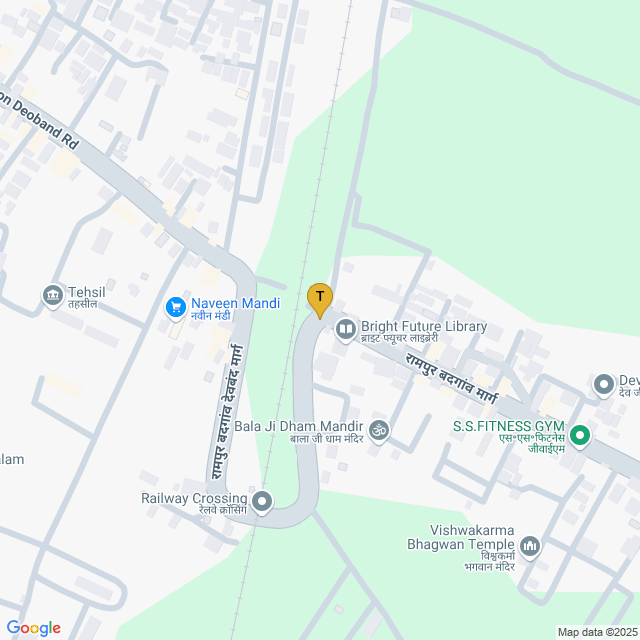 on Deoband Rd
Tehsil
तहसील
Naveen Mandi
नवीन मंडी
T
Bright Future Library
ब्राइट फ्यूचर लाइब्रेरी
रामपुर बदगांव मार्ग
रामपुर बदगांव देवबंद मार्ग
Dev
देव ज
Bala Ji Dham Mandir
बाला जी धाम मंदिर
S.S.FITNESS GYM
एस॰एस॰फिटनेस
जीवाईएम
alam
Railway Crossing
रेलवे क्रॉसिंग
Vishwakarma
Bhagwan Temple
विश्वकर्मा
भगवान मंदिर
Google
Map data ©2025